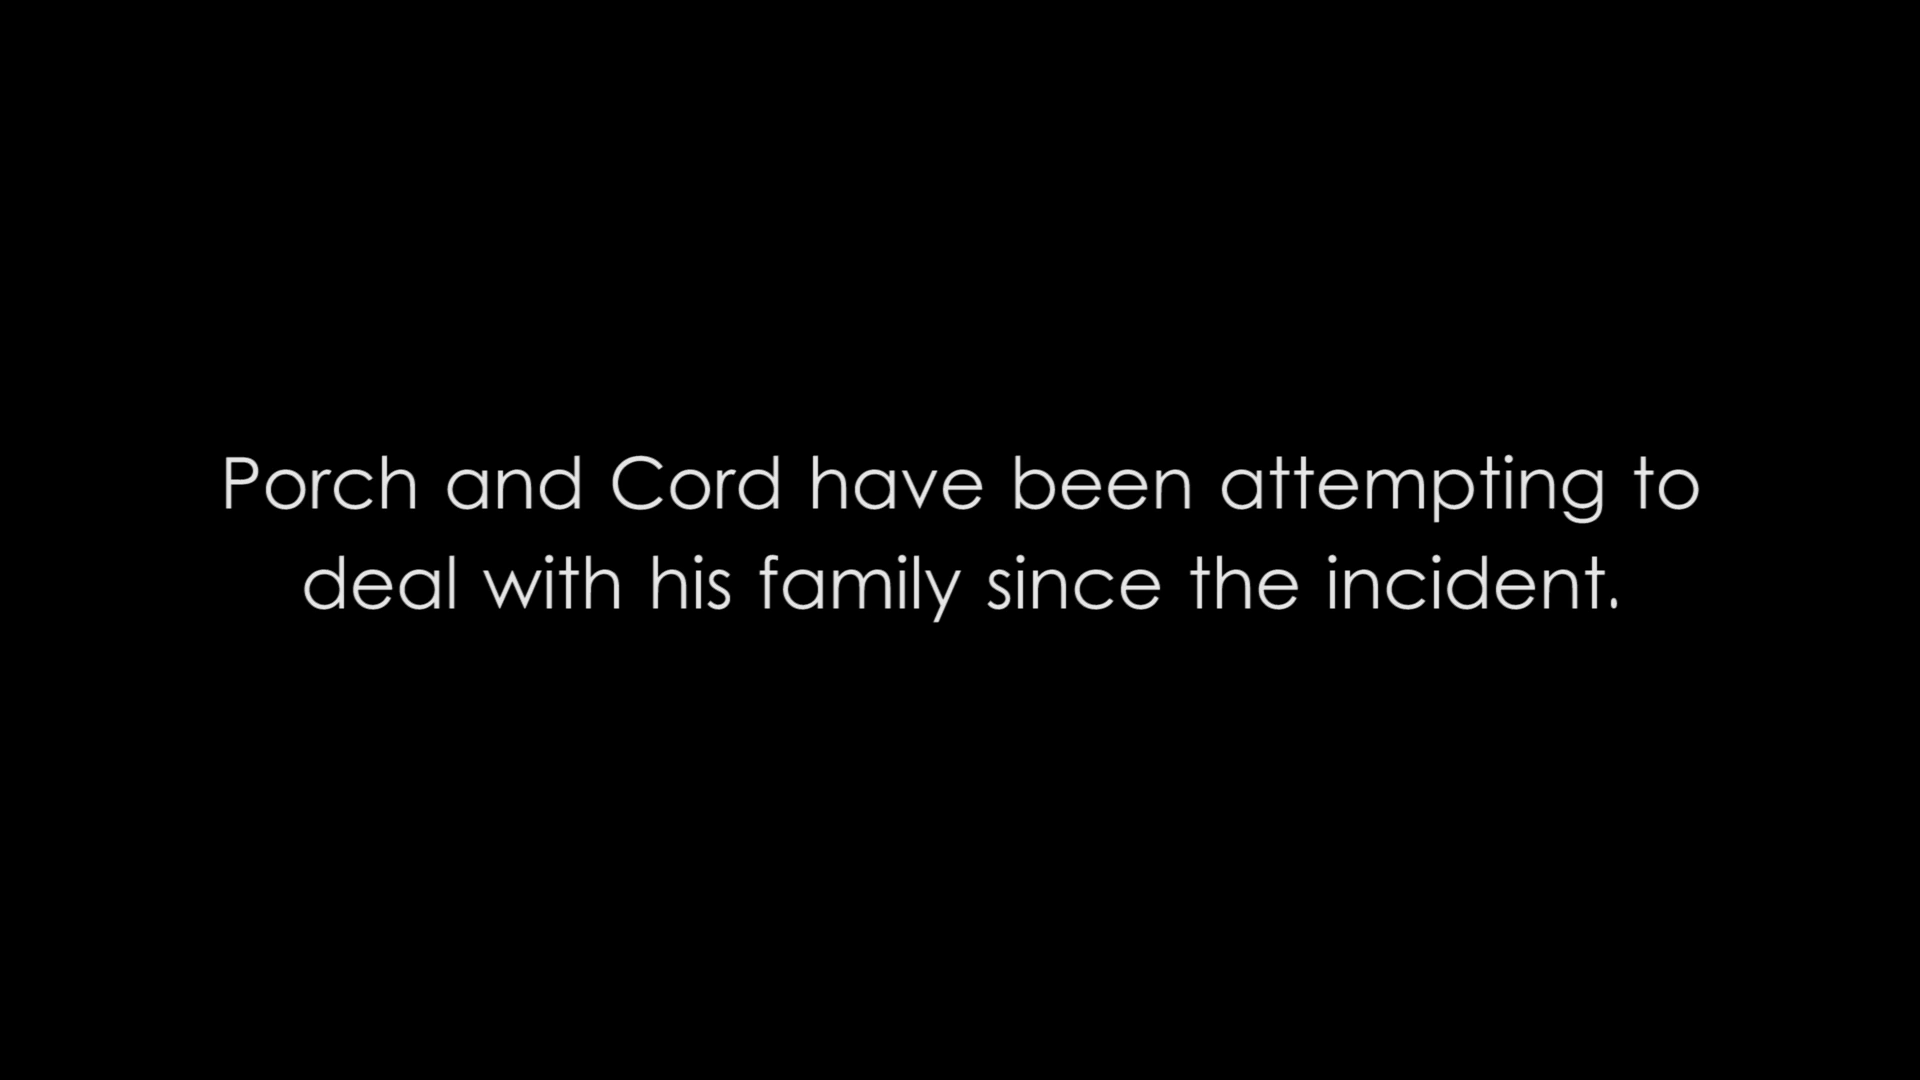 Porch and Cord have been attempting to
deal with his family since the incident.